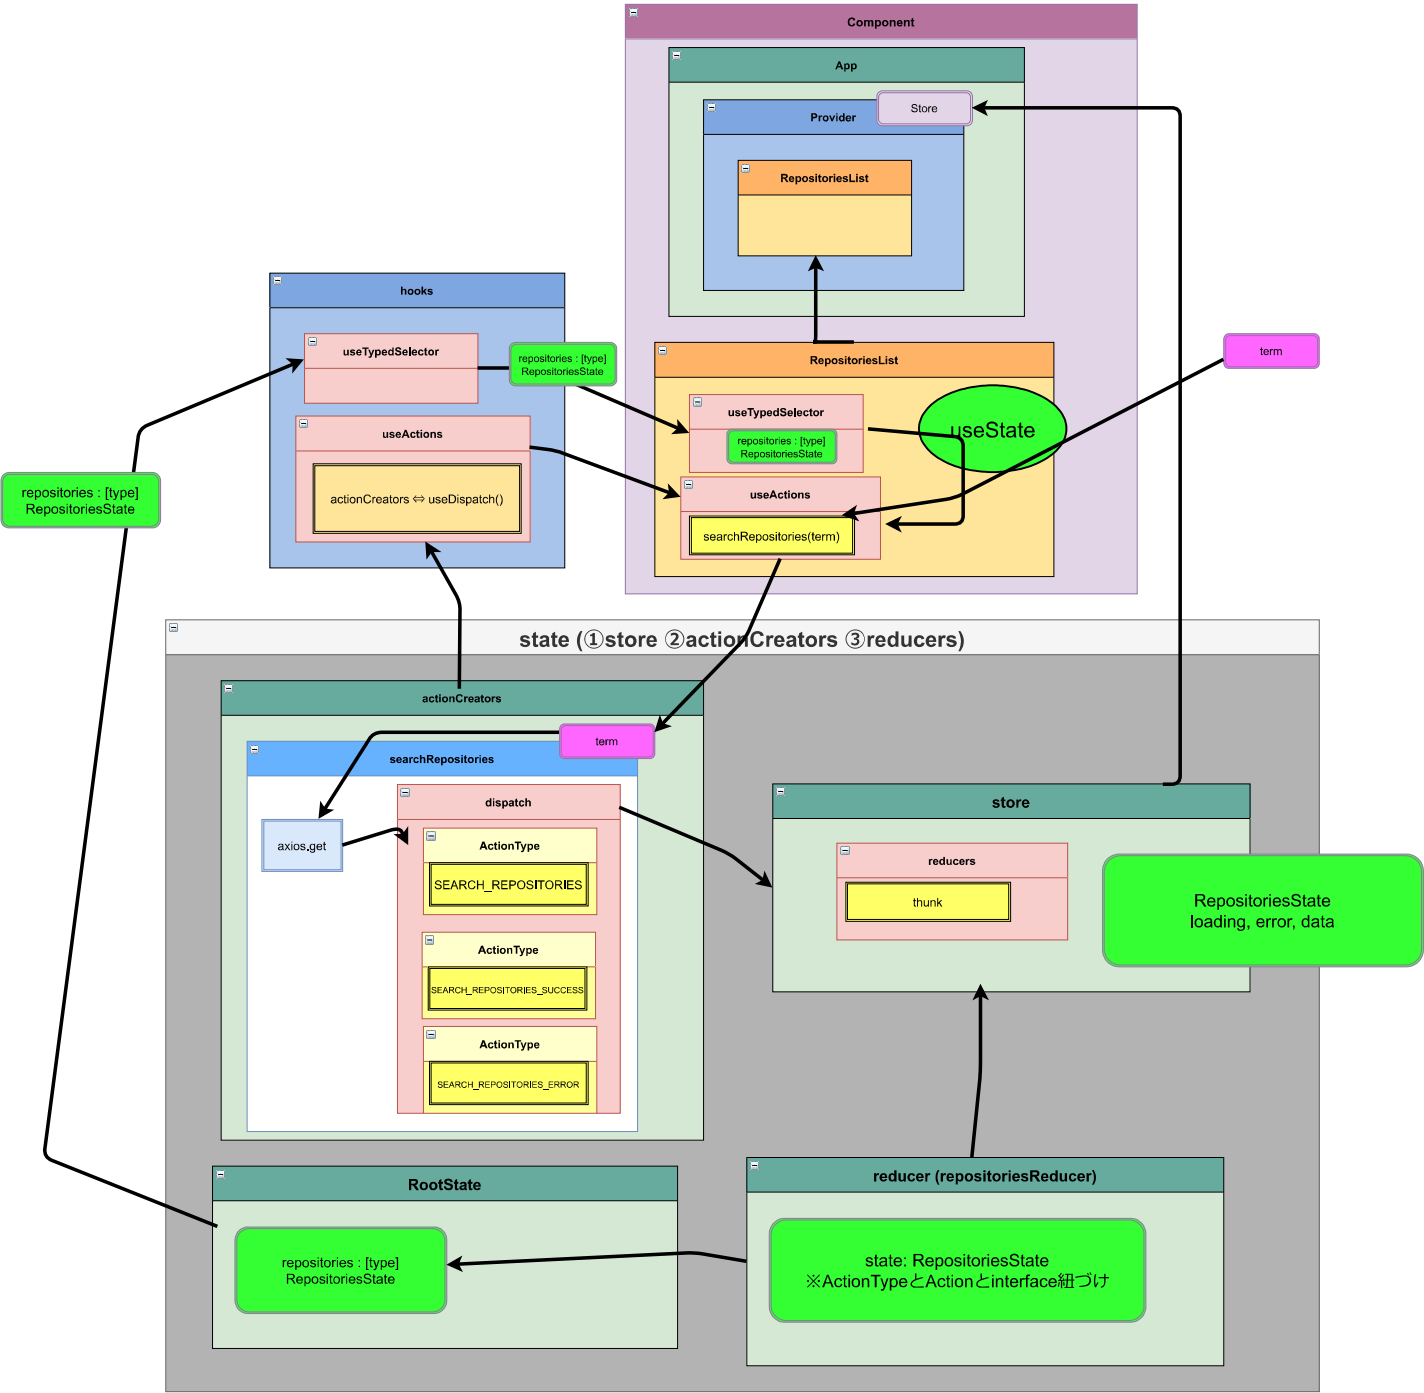 Component
App
Store
Provider
RepositoriesList
hooks
useTypedSelector
repositories : [type]
RepositoriesState
useActions
actionCreators ⇔ useDispatch()
RepositoriesList
useTypedSelector
repositories : [type]
RepositoriesState
useState
useActions
searchRepositories(term)
term
repositories : [type]
RepositoriesState
state (①store ②actionCreators ③reducers)
actionCreators
term
searchRepositories
axios.get
dispatch
ActionType
SEARCH_REPOSITORIES
ActionType
SEARCH_REPOSITORIES_SUCCESS
ActionType
SEARCH_REPOSITORIES_ERROR
store
reducers
thunk
RepositoriesState
loading, error, data
RootState
repositories : [type]
RepositoriesState
reducer (repositoriesReducer)
state: RepositoriesState
※ActionTypeとActionとinterface紐づけ